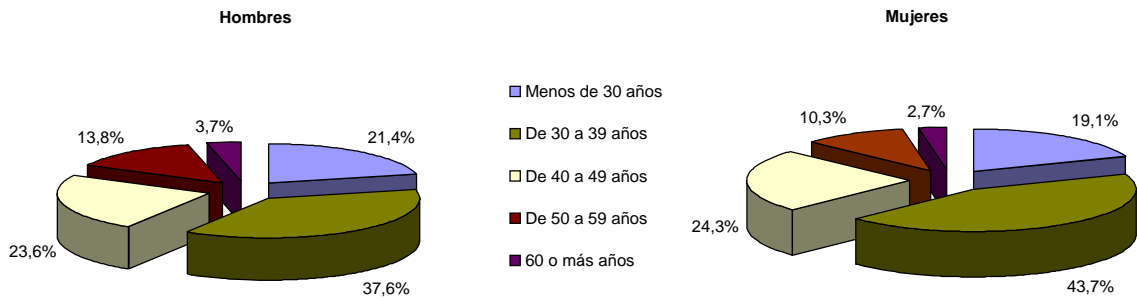 Hombres
Mujeres
13,8%
3,7%
21,4%
23,6%
37,6%
Menos de 30 años
De 30 a 39 años
De 40 a 49 años
De 50 a 59 años
60 o más años
10,3%
2,7%
19,1%
24,3%
43,7%